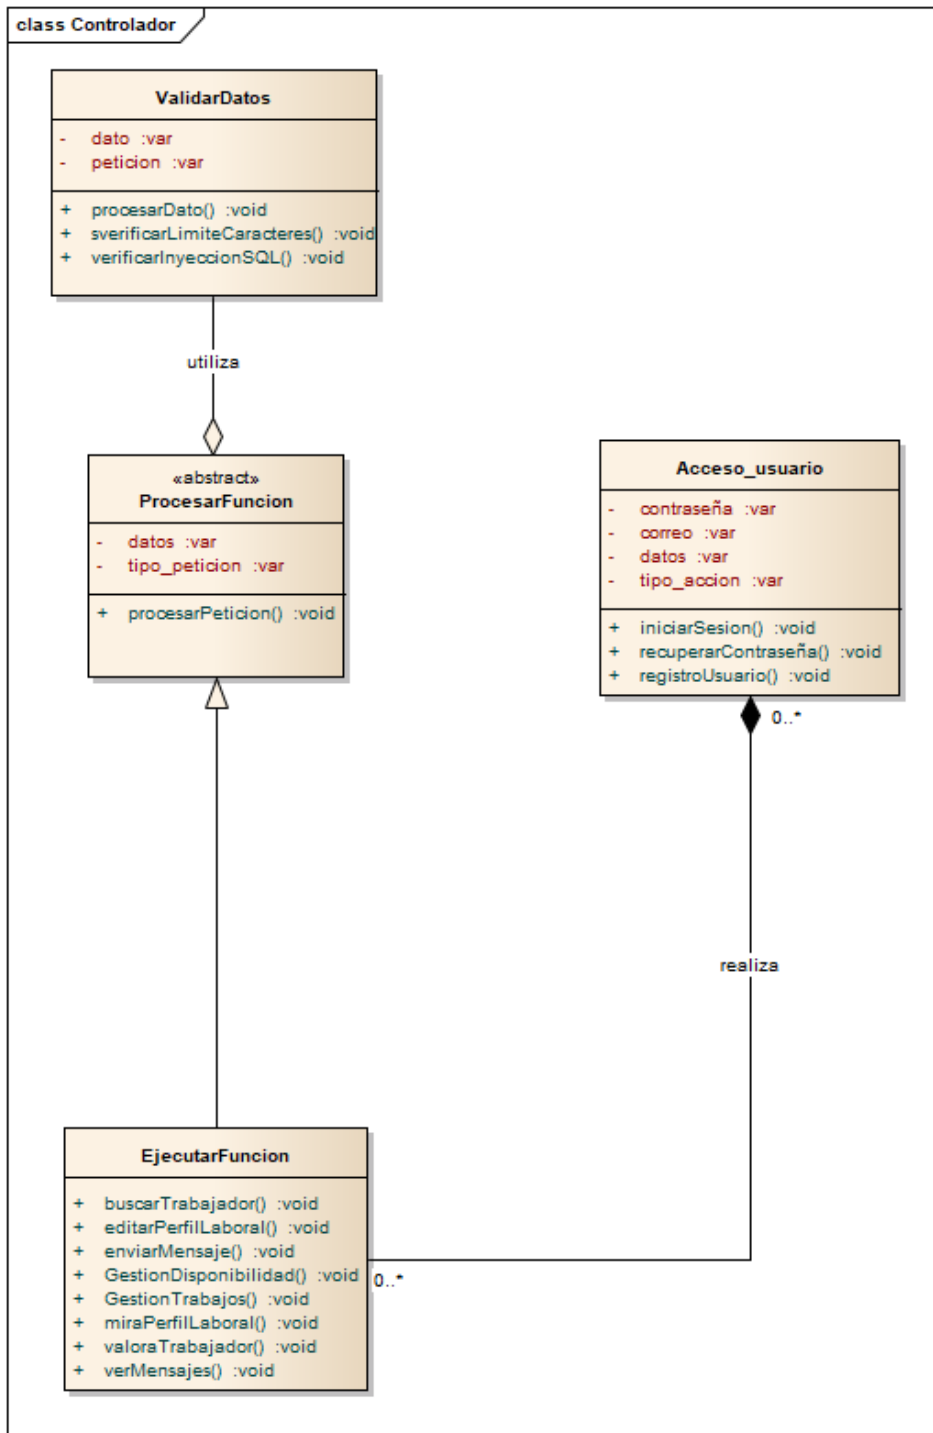 class Controlador
ValidarDatos
- dato :var
- peticion :var
+ procesarDato() :void
+ sverificarLimiteCaracteres() :void
+ verificarInyeccionSQL() :void
utiliza
«abstract»
ProcesarFuncion
- datos :var
- tipo_peticion :var
+ procesarPeticion() :void
Acceso_usuario
- contraseña :var
- correo :var
- datos :var
- tipo_accion :var
+ iniciarSesion() :void
+ recuperarContraseña() :void
+ registroUsuario() :void
0..*
realiza
EjecutarFuncion
+ buscarTrabajador() :void
+ editarPerfilLaboral() :void
+ enviarMensaje() :void
+ GestionDisponibilidad() :void
+ GestionTrabajos() :void
+ miraPerfilLaboral() :void
+ valoraTrabajador() :void
+ verMensajes() :void
0..*